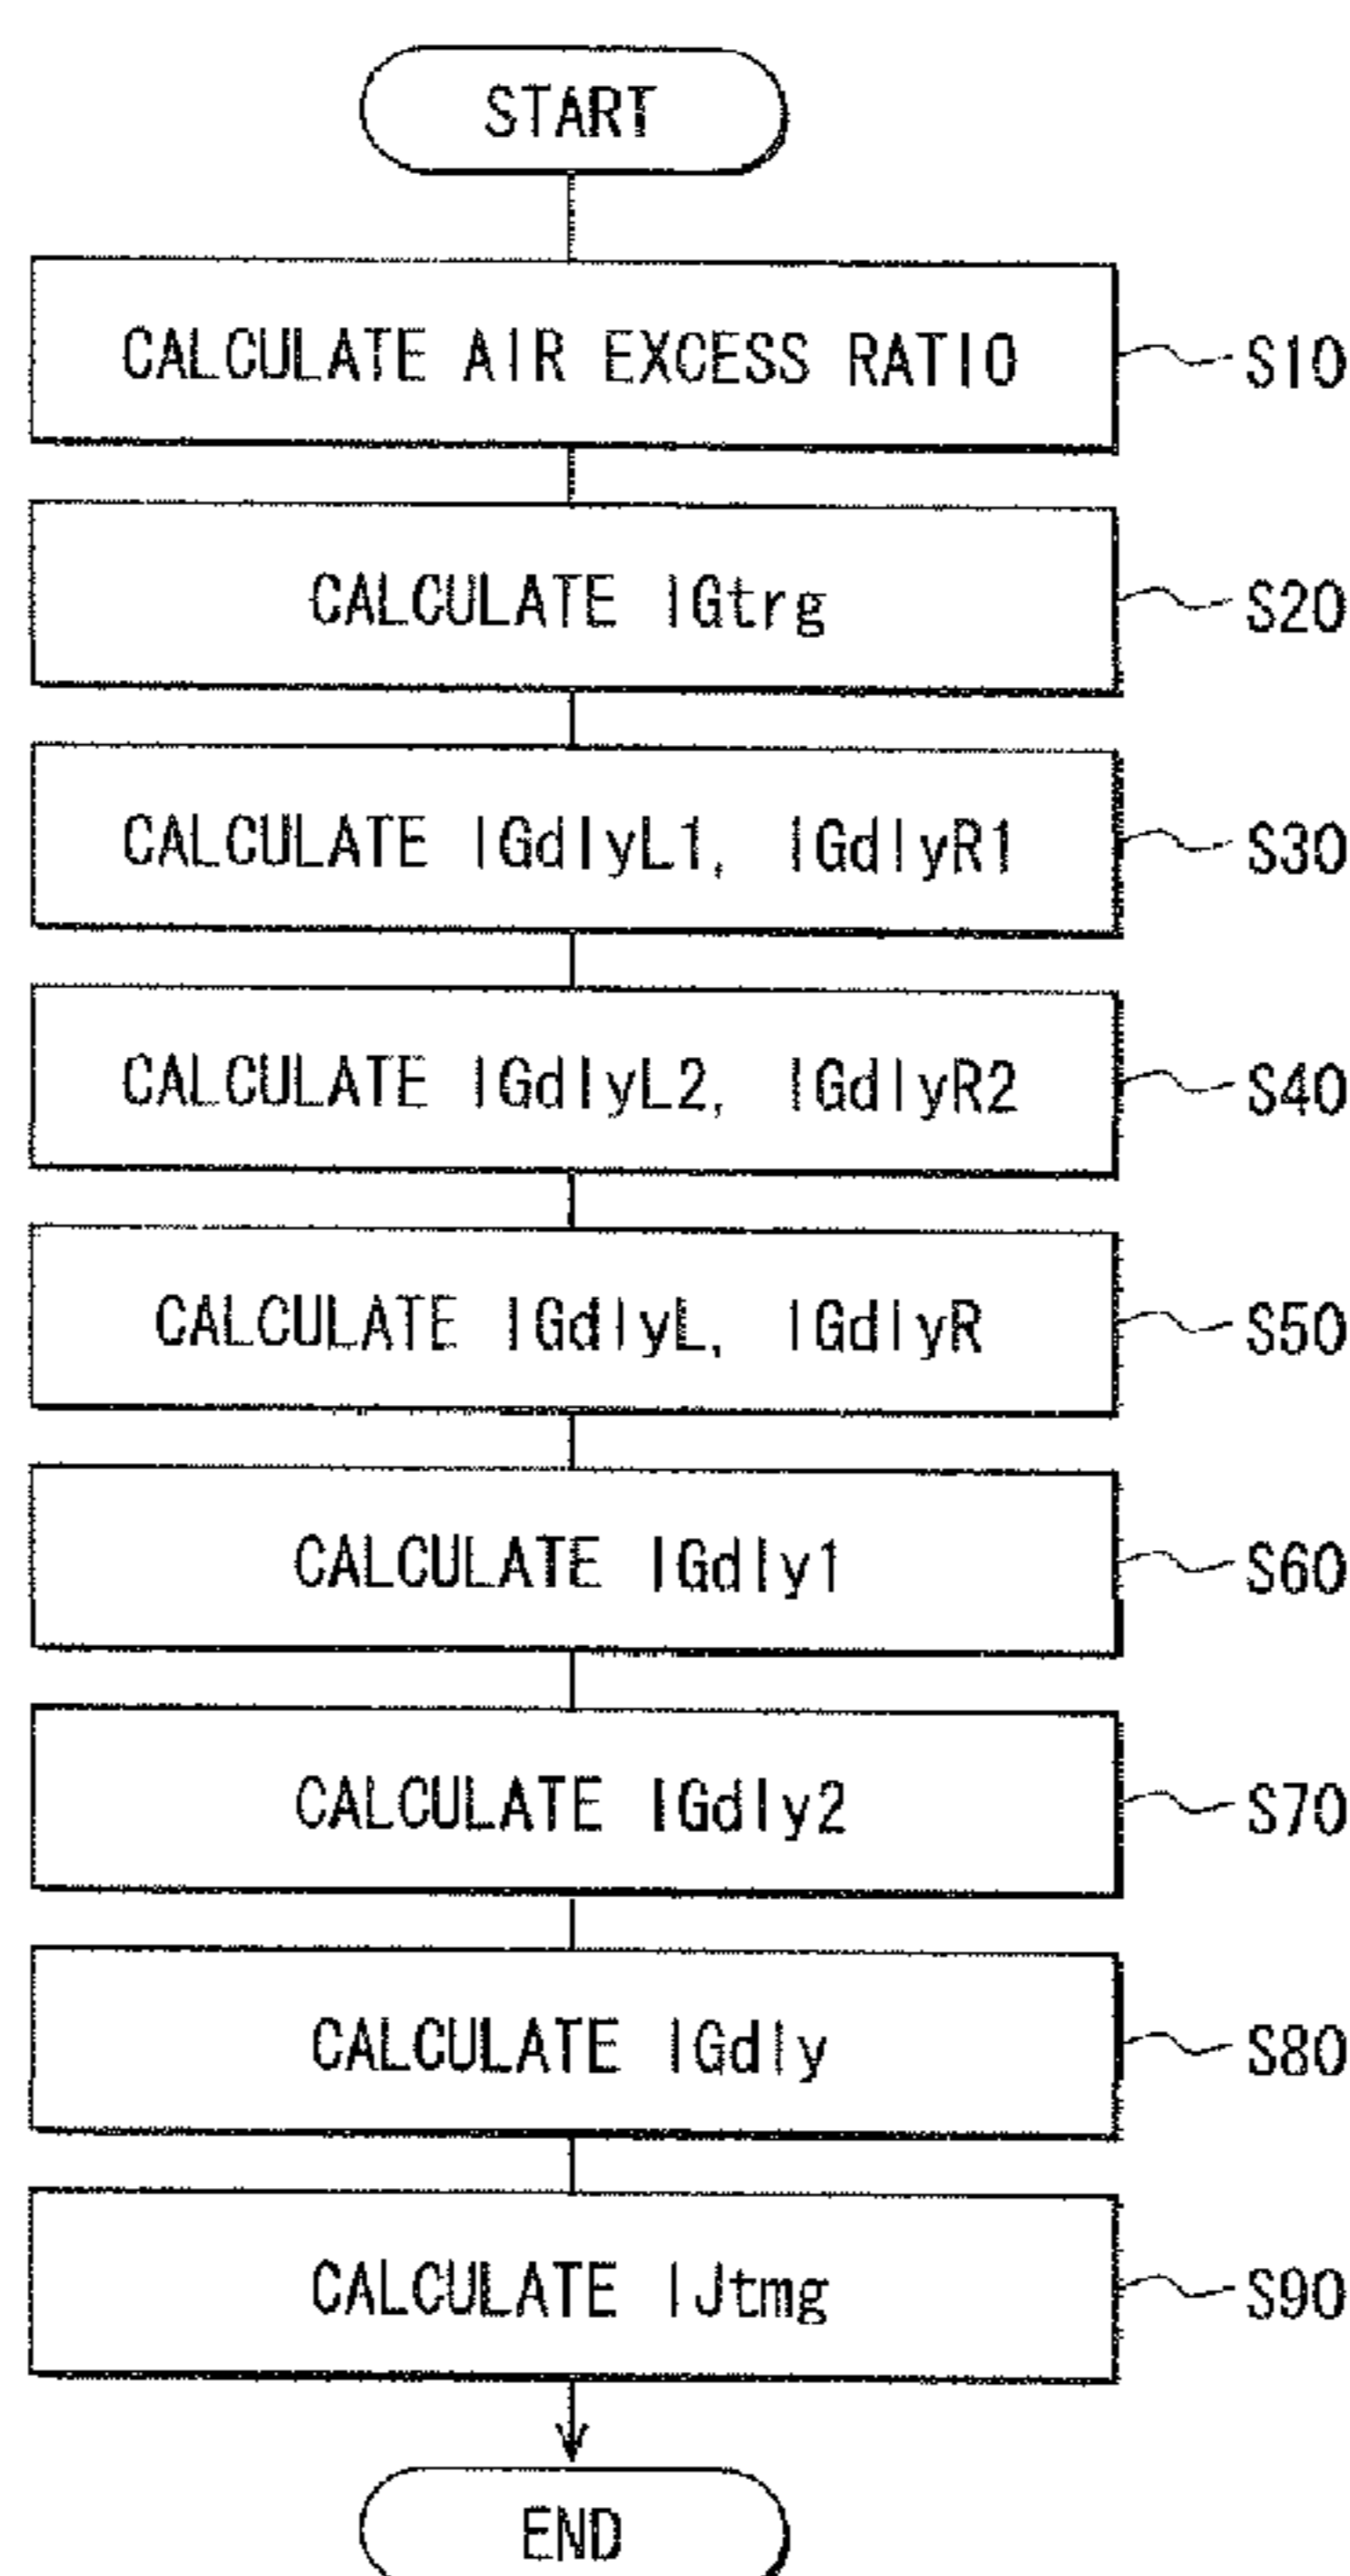 START
CALCULATE AIR EXCESS RATIO S10
CALCULATE IGtrg S20
CALCULATE IGdlyL1, IGdlyR1 S30
CALCULATE IGdlyL2, IGdlyR2 S40
CALCULATE IGdlyL, IGdlyR S50
CALCULATE IGdly1 S60
CALCULATE IGdly2 S70
CALCULATE IGdly S80
CALCULATE IJtmg S90
END